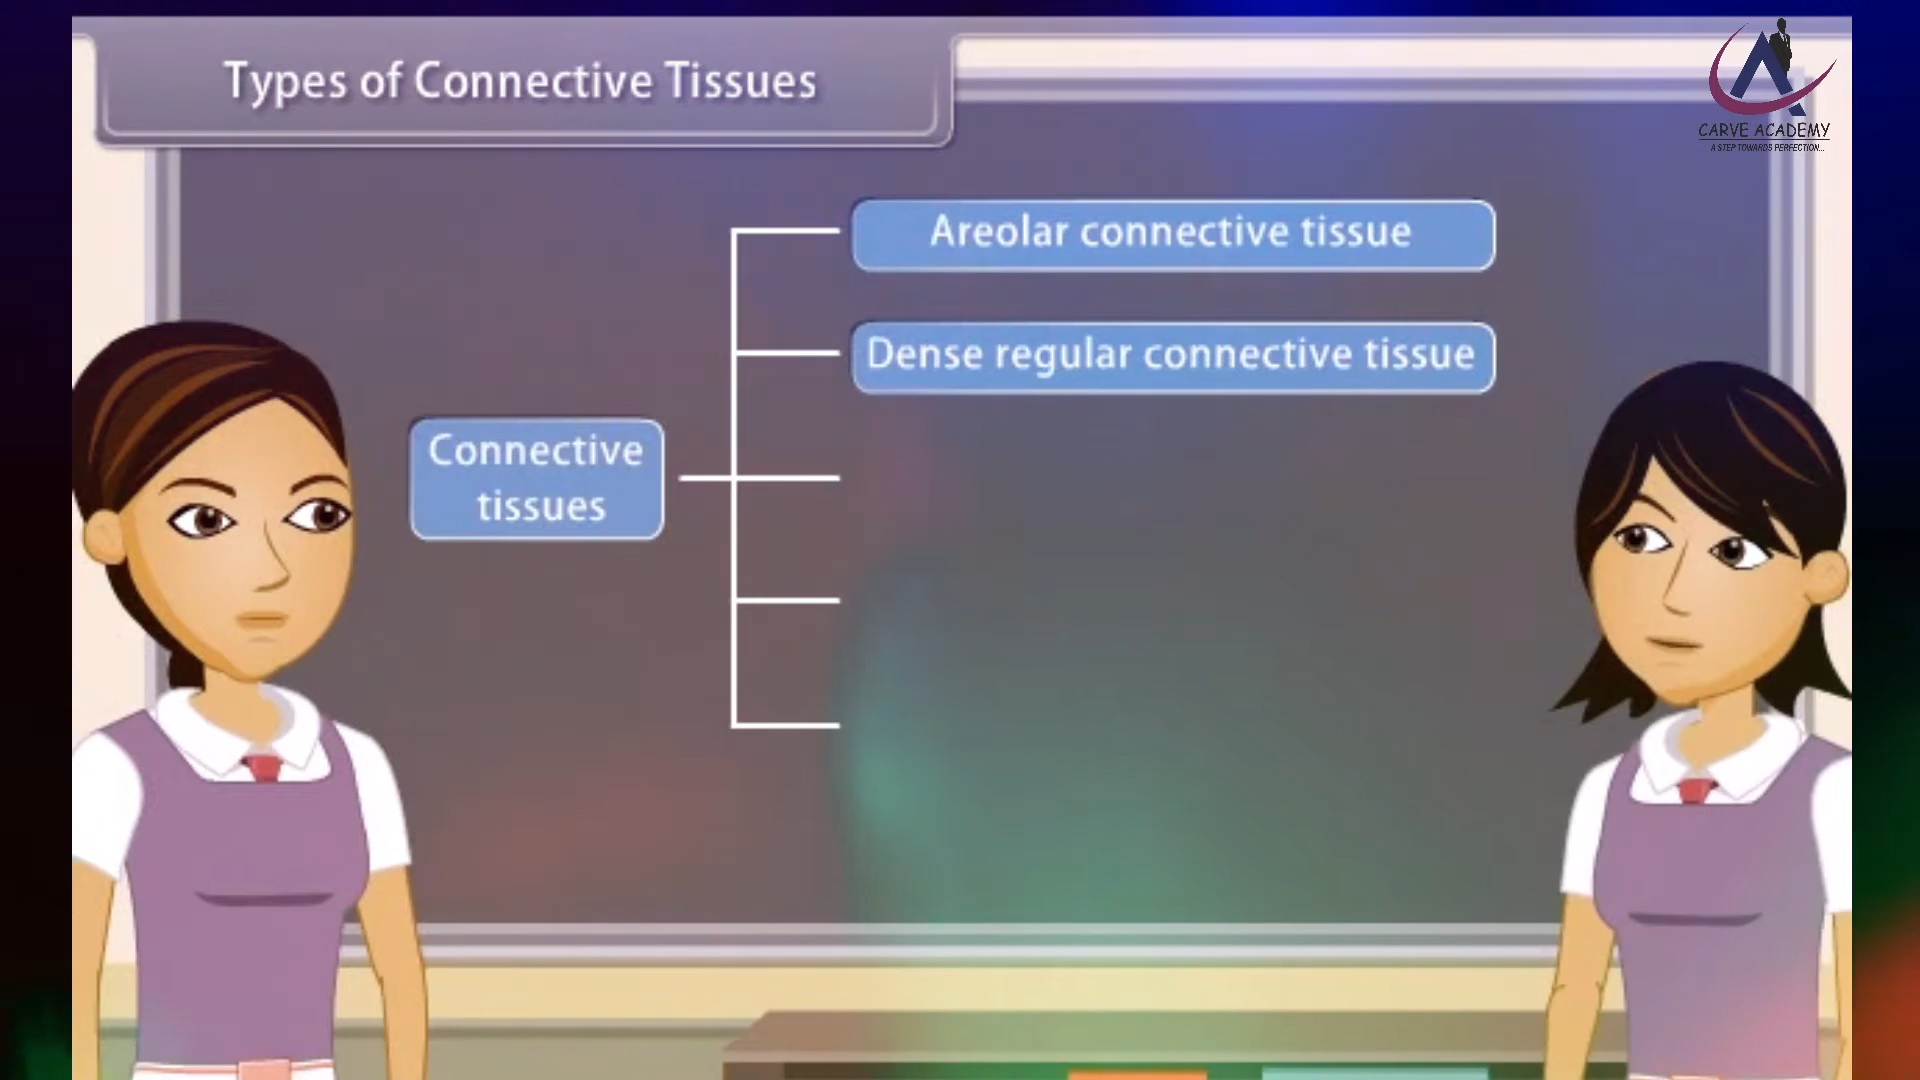 Types of Connective Tissues
CARVE ACADEMY
A STEP TOWARDS PERFECTION...
Areolar connective tissue
Dense regular connective tissue
Connective
tissues